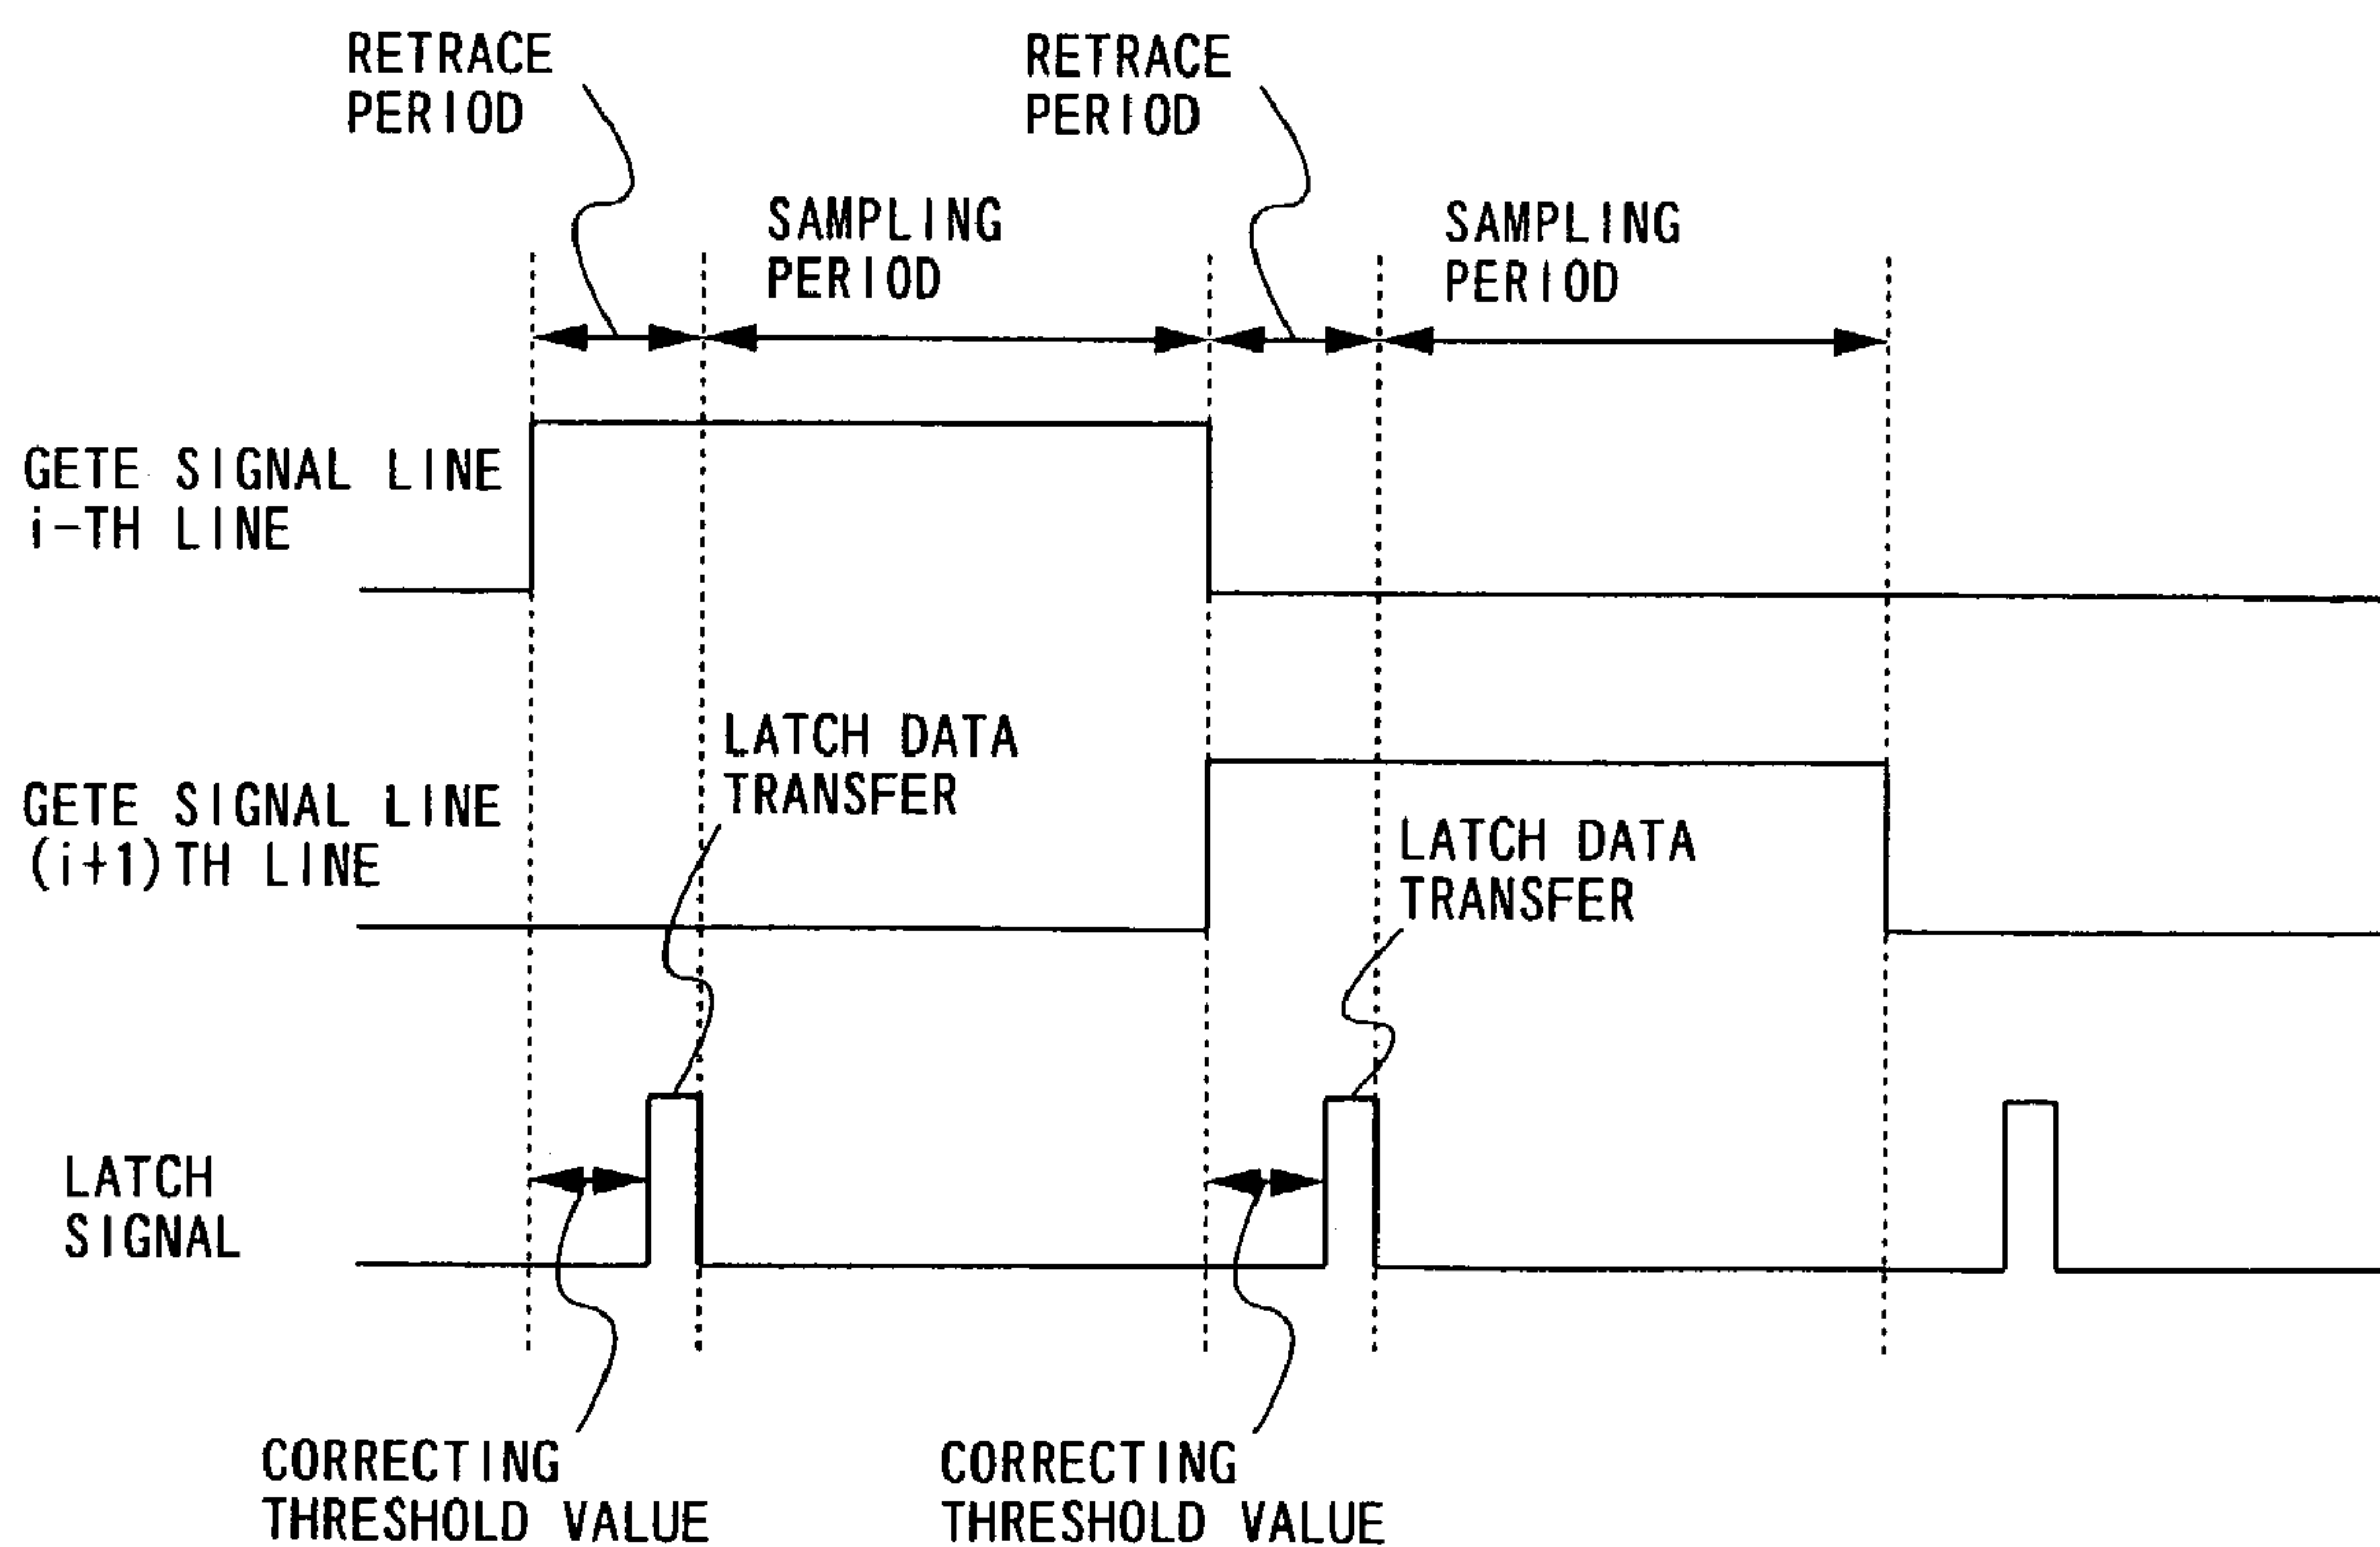 RETRACE
PERIOD
RETRACE
PERIOD
SAMPLING
PERIOD
SAMPLING
PERIOD
GETE SIGNAL LINE
i-TH LINE
LATCH DATA
TRANSFER
GETE SIGNAL LINE
(i+1)TH LINE
LATCH DATA
TRANSFER
LATCH
SIGNAL
CORRECTING
THRESHOLD VALUE
CORRECTING
THRESHOLD VALUE